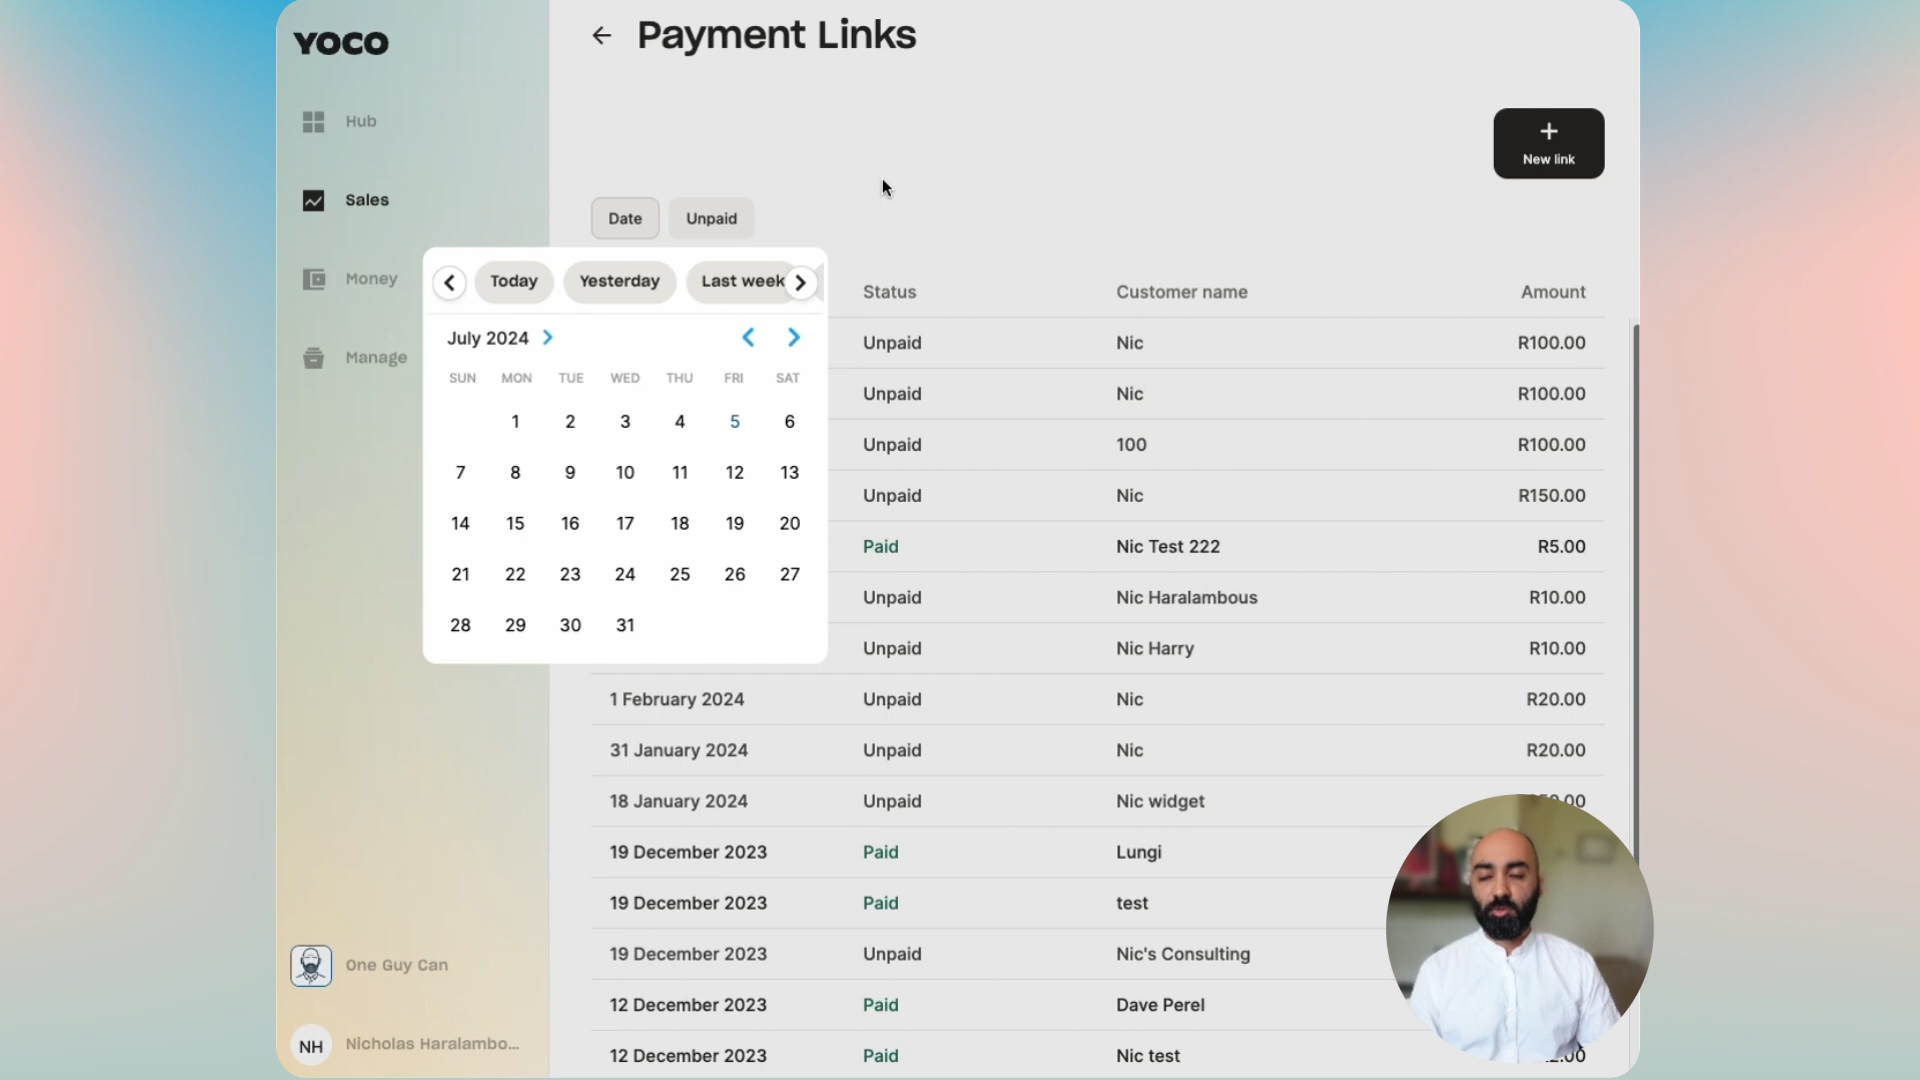 YOCO
Payment Links
Hub
Sales
Money
Manage
New link
Date Unpaid
Today Yesterday Last week
July 2024
SUN MON TUE WED THU FRI SAT
1 2 3 4 5 6
7 8 9 10 11 12 13
14 15 16 17 18 19 20
21 22 23 24 25 26 27
28 29 30 31
Status Customer name Amount
Unpaid Nic R100.00
Unpaid Nic R100.00
Unpaid 100 R100.00
Unpaid Nic R150.00
Paid Nic Test 222 R5.00
Unpaid Nic Haralambous R10.00
Unpaid Nic Harry R10.00
1 February 2024 Unpaid Nic R20.00
31 January 2024 Unpaid Nic R20.00
18 January 2024 Unpaid Nic widget
19 December 2023 Paid Lungi
19 December 2023 Paid test
19 December 2023 Unpaid Nic's Consulting
12 December 2023 Paid Dave Perel
12 December 2023 Paid Nic test
One Guy Can
NH Nicholas Haralambo...